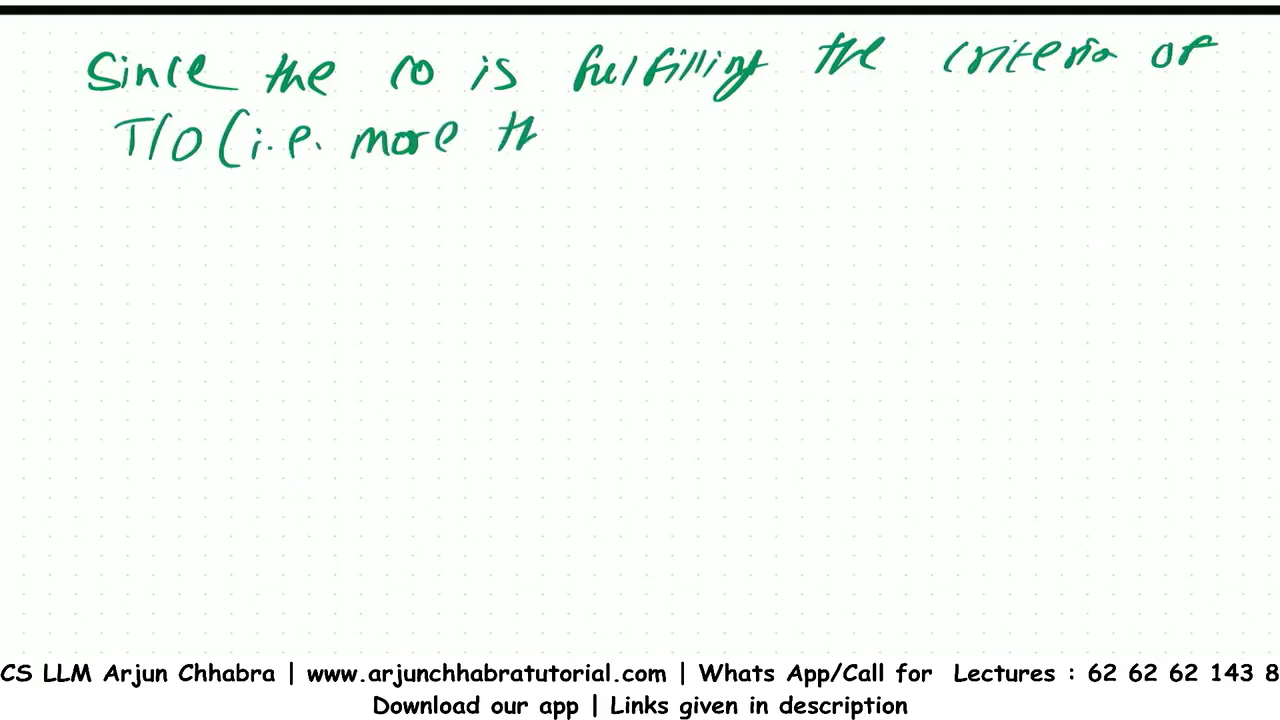 Since the co is fulfilling the criteria of
T/O (i.e. more th
CS LLM Arjun Chhabra | www.arjunchhabratutorial.com | Whats App/Call for Lectures : 62 62 62 143 8
Download our app | Links given in description